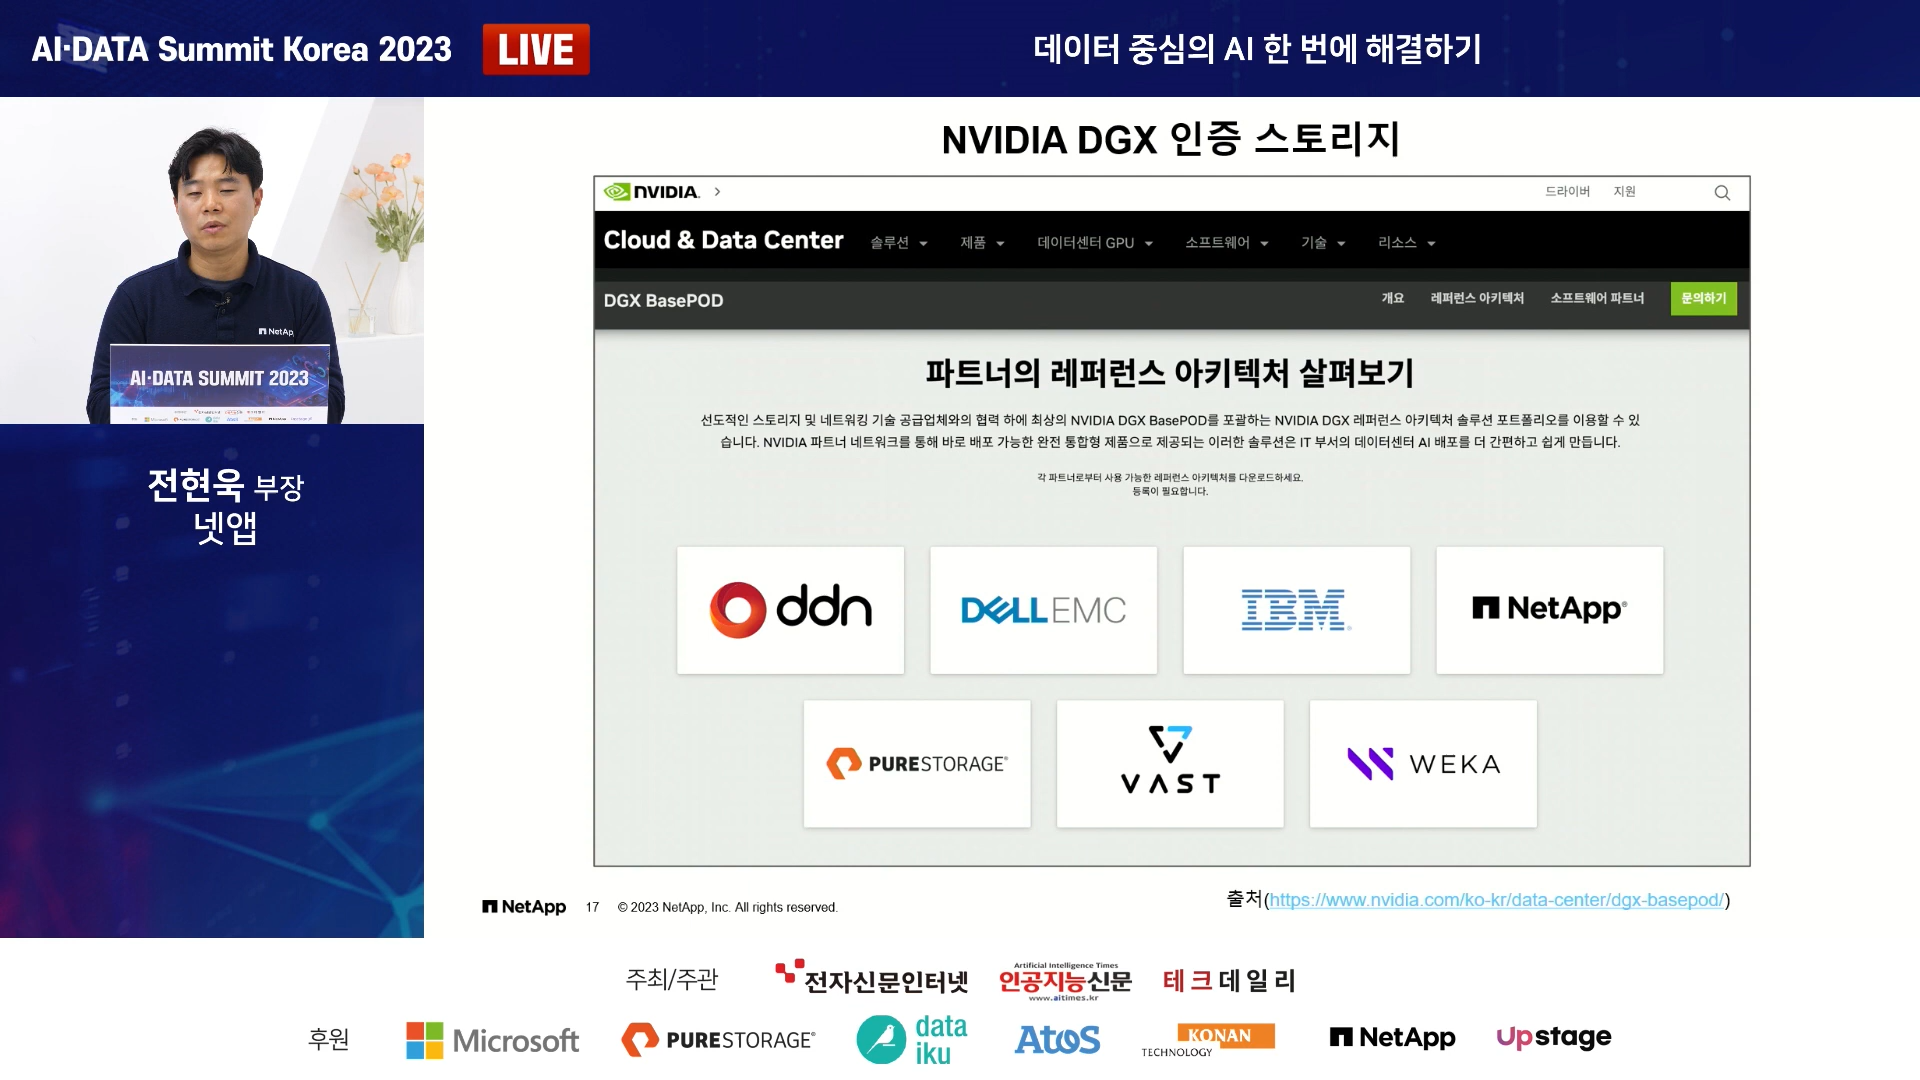 AI·DATA Summit Korea 2023
LIVE
데이터 중심의 AI 한 번에 해결하기
NetApp
AI·DATA SUMMIT 2023
전현욱 부장
넷앱
NVIDIA DGX 인증 스토리지
NVIDIA.
드라이버
지원
Cloud & Data Center
솔루션
제품
데이터센터 GPU
소프트웨어
기술
리소스
DGX BasePOD
개요
레퍼런스 아키텍처
소프트웨어 파트너
문의하기
파트너의 레퍼런스 아키텍처 살펴보기
선도적인 스토리지 및 네트워킹 기술 공급업체와의 협력 하에 최상의 NVIDIA DGX BasePOD를 포괄하는 NVIDIA DGX 레퍼런스 아키텍처 솔루션 포트폴리오를 이용할 수 있
습니다. NVIDIA 파트너 네트워크를 통해 바로 배포 가능한 완전 통합형 제품으로 제공되는 이러한 솔루션은 IT 부서의 데이터센터 AI 배포를 더 간편하고 쉽게 만듭니다.
각 파트너로부터 사용 가능한 레퍼런스 아키텍처를 다운로드하세요.
등록이 필요합니다.
ddn
DELLEMC
IBM®
NetApp®
PURESTORAGE®
VAST
WEKA
NetApp
17
© 2023 NetApp, Inc. All rights reserved.
출처(https://www.nvidia.com/ko-kr/data-center/dgx-basepod/)
주최/주관
전자신문인터넷
Artificial Intelligence Times
인공지능신문
www.aitimes.kr
테크데일리
후원
Microsoft
PURESTORAGE®
data
iku
Atos
KONAN
TECHNOLOGY
NetApp
Upstage